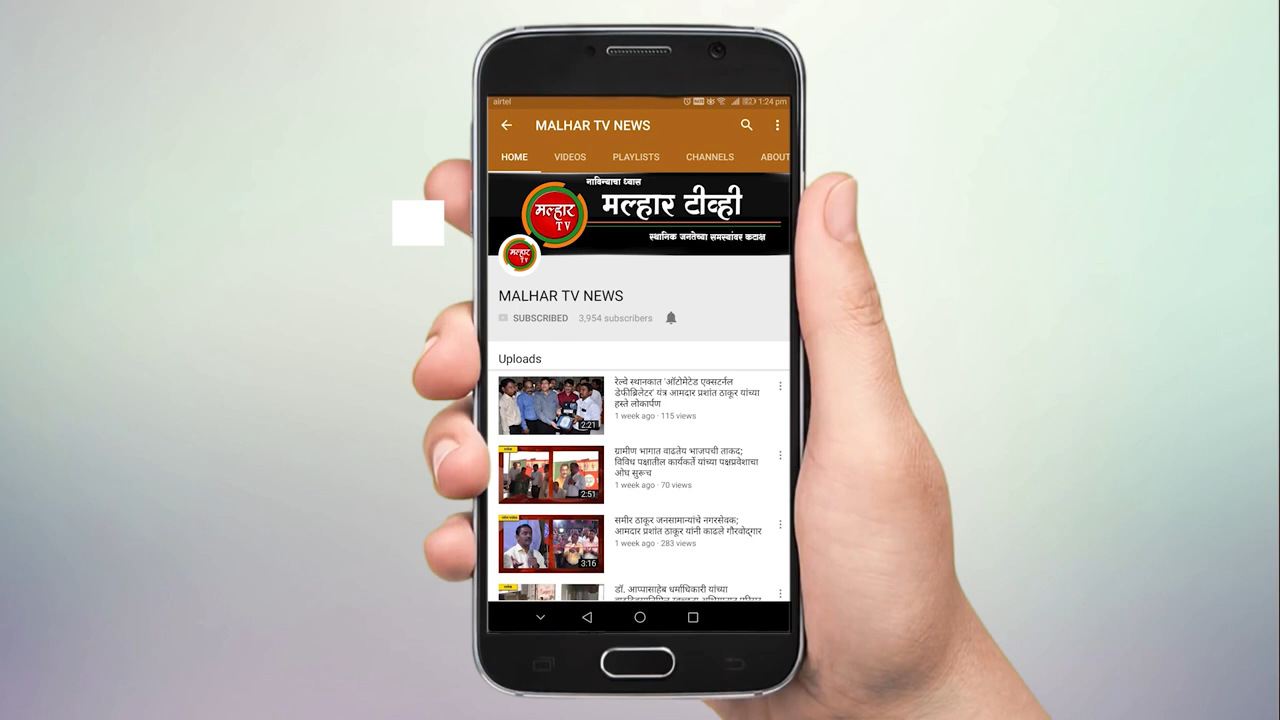 airtel
1:24 pm
MALHAR TV NEWS
HOME VIDEOS PLAYLISTS CHANNELS ABOUT
नाविन्याचा ध्यास
मल्हार टीव्ही
मल्हार
TV
स्थानिक जनतेच्या समस्यांवर कटाक्ष
मल्हार
TV
MALHAR TV NEWS
SUBSCRIBED 3,954 subscribers
Uploads
रेल्वे स्थानकात 'ऑटोमेटेड एक्सटर्नल
डेफीब्रिलेटर' यंत्र आमदार प्रशांत ठाकूर यांच्या
हस्ते लोकार्पण
1 week ago · 115 views
2:21
ग्रामीण भागात वाढतेय भाजपची ताकद;
विविध पक्षातील कार्यकर्ते यांच्या पक्षप्रवेशाचा
ओघ सुरूच
1 week ago · 70 views
2:51
समीर ठाकूर जनसामान्यांचे नगरसेवक;
आमदार प्रशांत ठाकूर यांनी काढले गौरवोद्‌गार
1 week ago · 283 views
3:16
डॉ. आप्पासाहेब धर्माधिकारी यांच्या